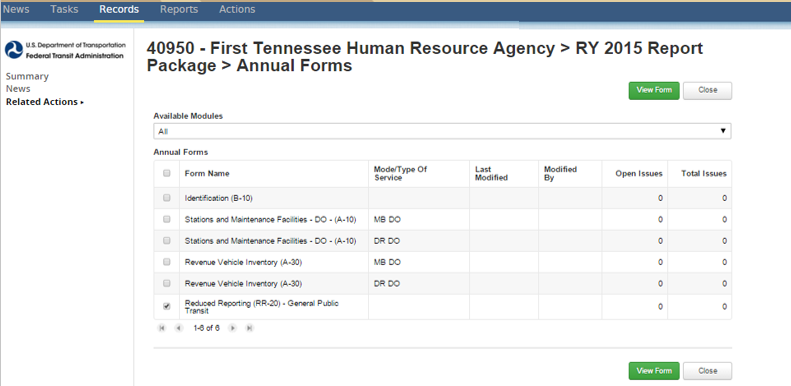 News Tasks Records Reports Actions
U.S. Department of Transportation
Federal Transit Administration
Summary
News
Related Actions ▸
40950 - First Tennessee Human Resource Agency > RY 2015 Report
Package > Annual Forms
View Form Close
Available Modules
All
Annual Forms
Form Name Mode/Type Of Service Last Modified Modified By Open Issues Total Issues
Identification (B-10) 0 0
Stations and Maintenance Facilities - DO - (A-10) MB DO 0 0
Stations and Maintenance Facilities - DO - (A-10) DR DO 0 0
Revenue Vehicle Inventory (A-30) MB DO 0 0
Revenue Vehicle Inventory (A-30) DR DO 0 0
Reduced Reporting (RR-20) - General Public
Transit 0 0
1-6 of 6
View Form Close